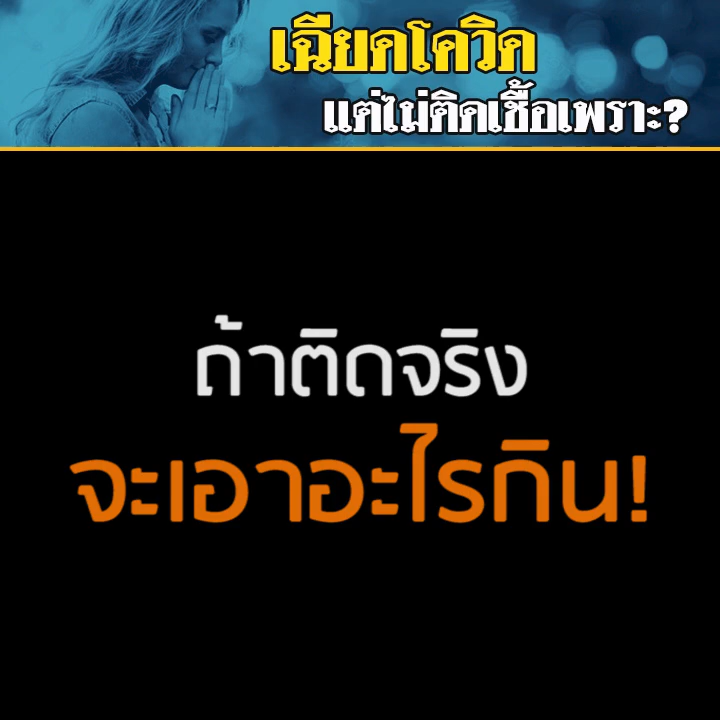 เฉียดโควิด
แต่ไม่ติดเชื้อเพราะ?
ถ้าติดจริง
จะเอาอะไรกิน!